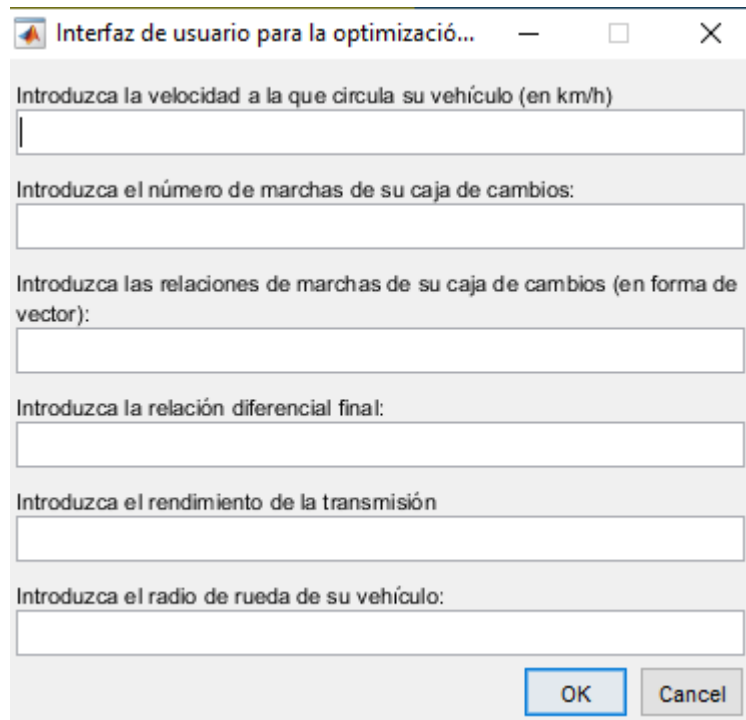 Interfaz de usuario para la optimizació...
Introduzca la velocidad a la que circula su vehículo (en km/h)
Introduzca el número de marchas de su caja de cambios:
Introduzca las relaciones de marchas de su caja de cambios (en forma de
vector):
Introduzca la relación diferencial final:
Introduzca el rendimiento de la transmisión
Introduzca el radio de rueda de su vehículo:
OK Cancel